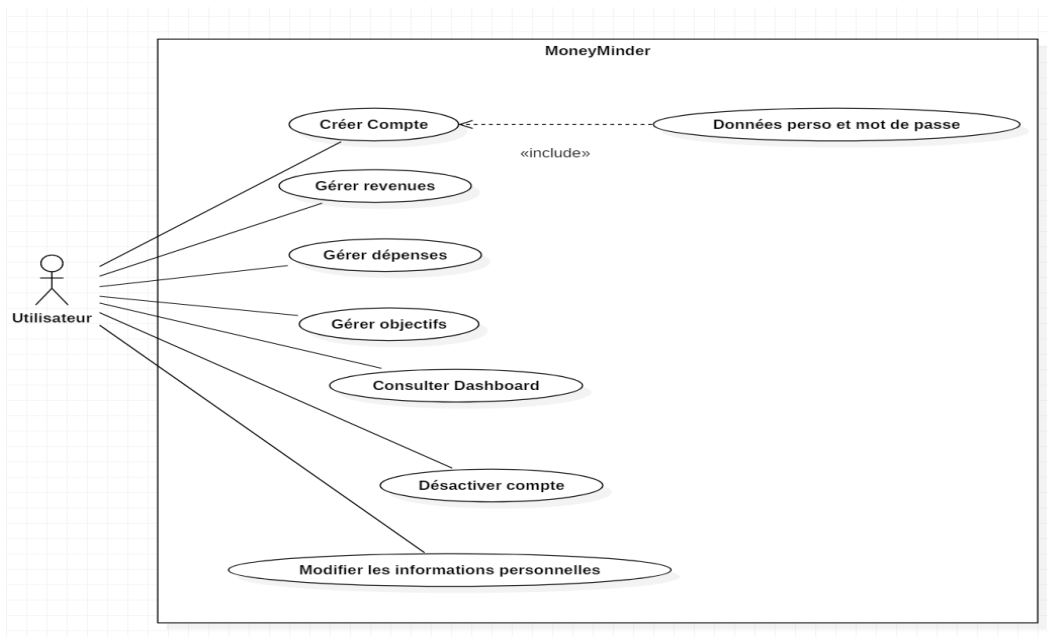 MoneyMinder
Créer Compte
Données perso et mot de passe
«include»
Gérer revenues
Gérer dépenses
Utilisateur
Gérer objectifs
Consulter Dashboard
Désactiver compte
Modifier les informations personnelles